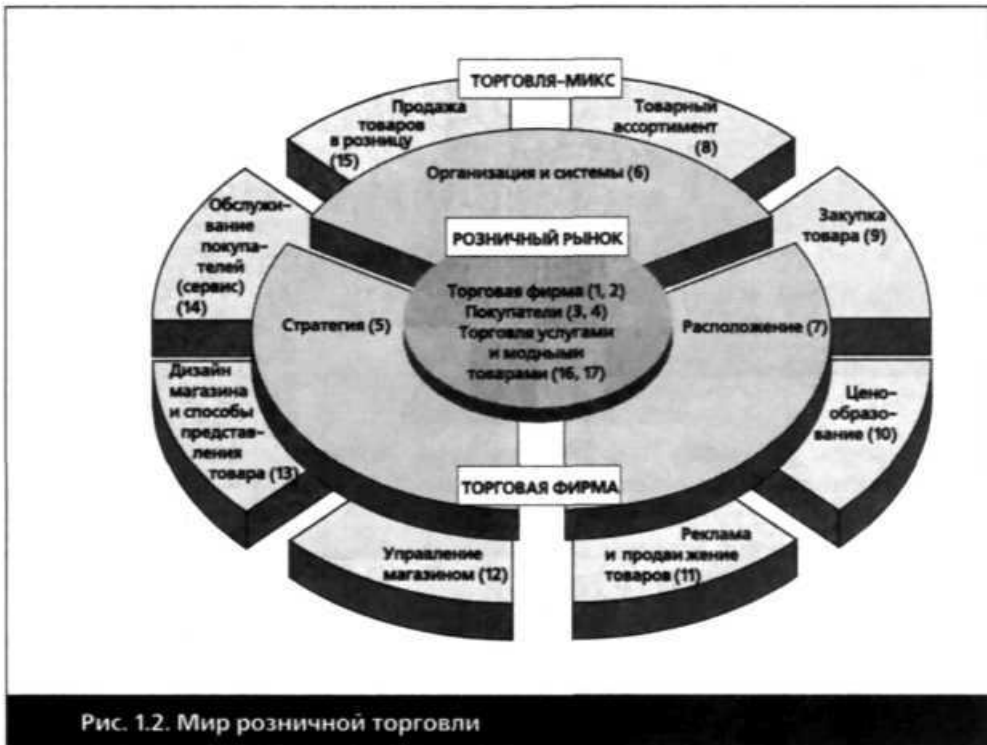 ТОРГОВЛЯ-МИКС
Продажа
товаров
в розницу
(15)
Товарный
ассортимент
(8)
Организация и системы (6)
Обслужи-
вание
покупа-
телей
(сервис)
(14)
Закупка
товара (9)
РОЗНИЧНЫЙ РЫНОК
Торговая фирма (1, 2)
Покупатели (3, 4)
Торговля услугами
и модными
товарами (16, 17)
Стратегия (5)
Расположение (7)
Дизайн
магазина
и способы
представ-
ления
товара (13)
Цено-
образо-
вание (10)
ТОРГОВАЯ ФИРМА
Управление
магазином (12)
Реклама
и продвижение
товаров (11)
Рис. 1.2. Мир розничной торговли